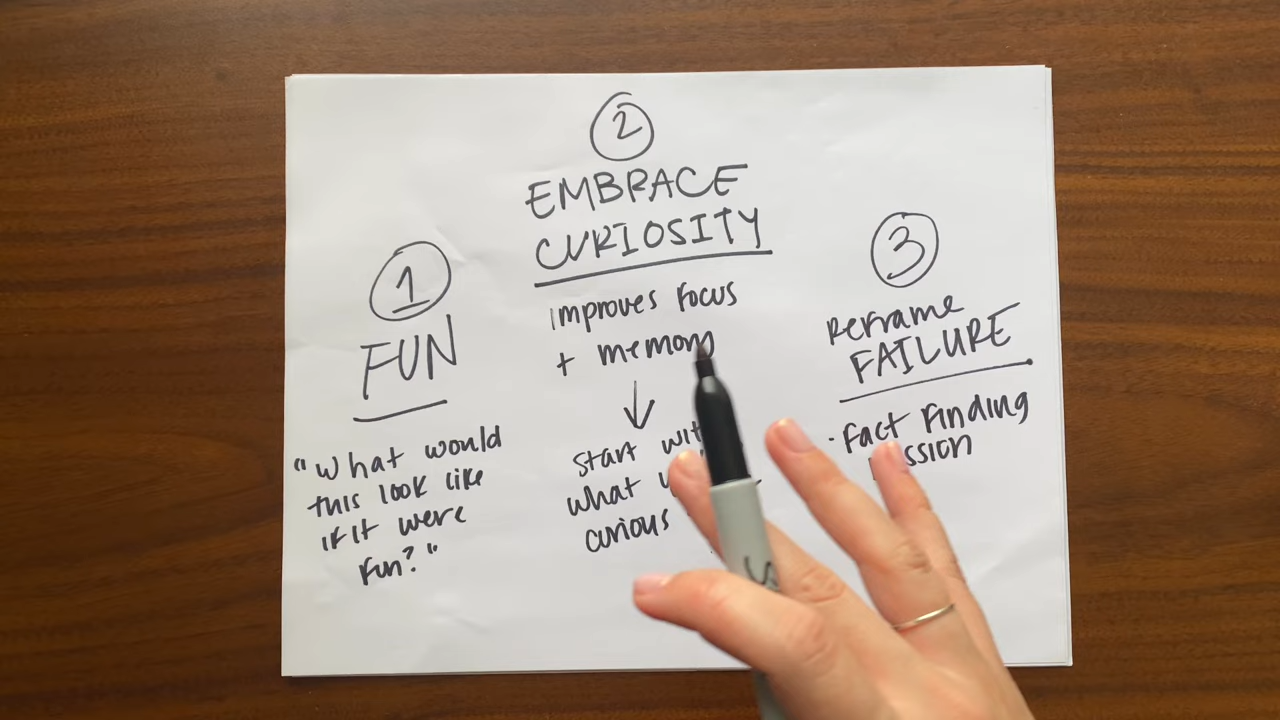 1
FUN
"What would
this look like
if it were
fun?"
2
EMBRACE
CURIOSITY
Improves focus
+ memory
start
what
curious
3
Reframe
FAILURE
· Fact Finding